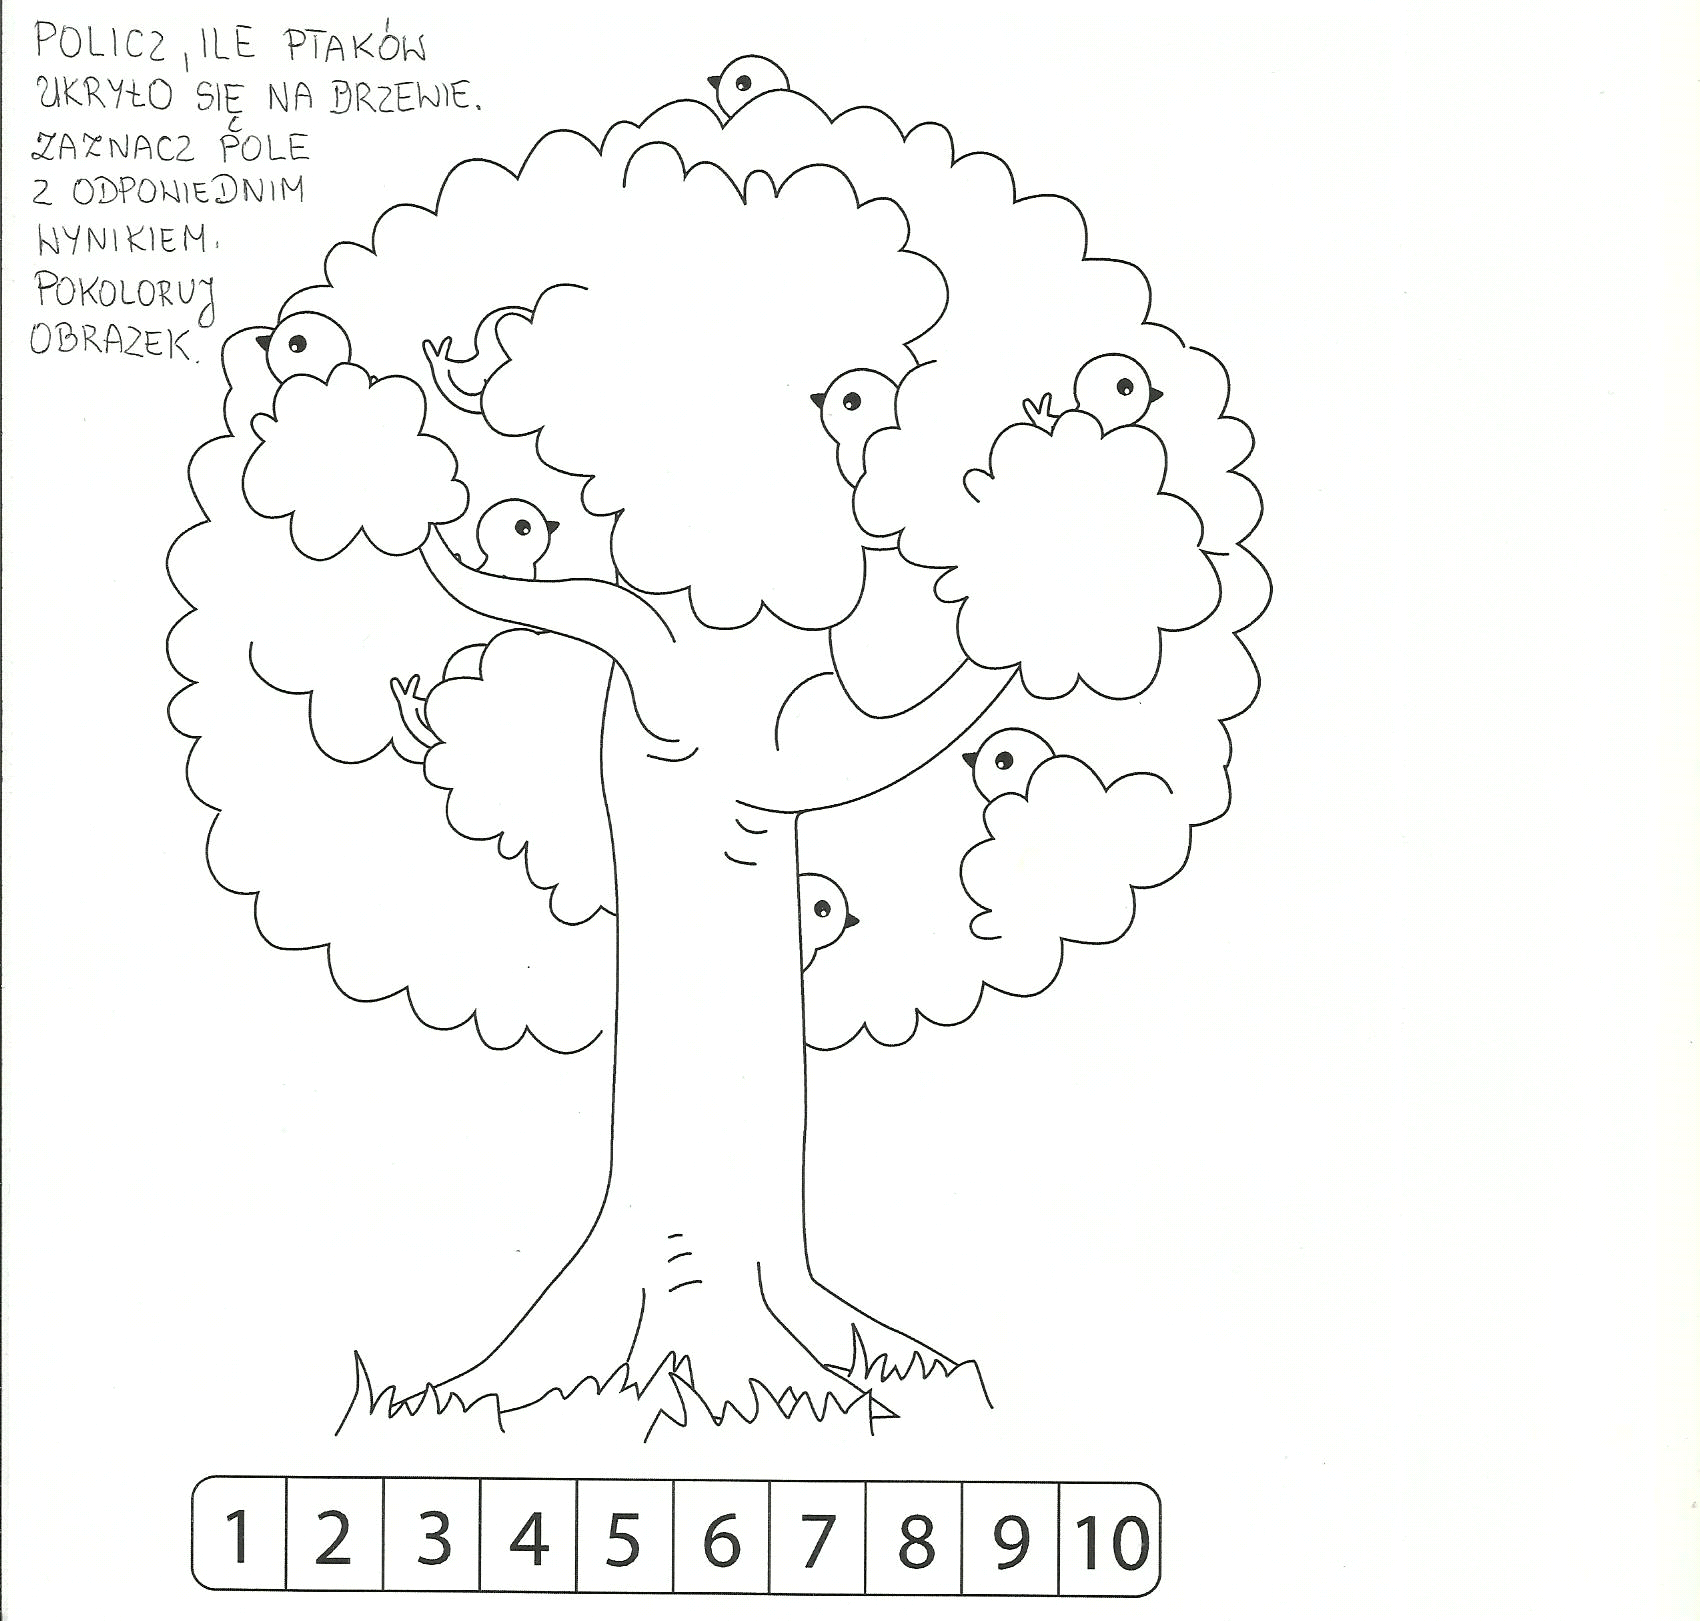 POLICZ, ILE PTAKÓW
UKRYŁO SIĘ NA DRZEWIE.
ZAZNACZ POLE
Z ODPOWIEDNIM
WYNIKIEM.
POKOLORUJ
OBRAZEK.
1 2 3 4 5 6 7 8 9 10